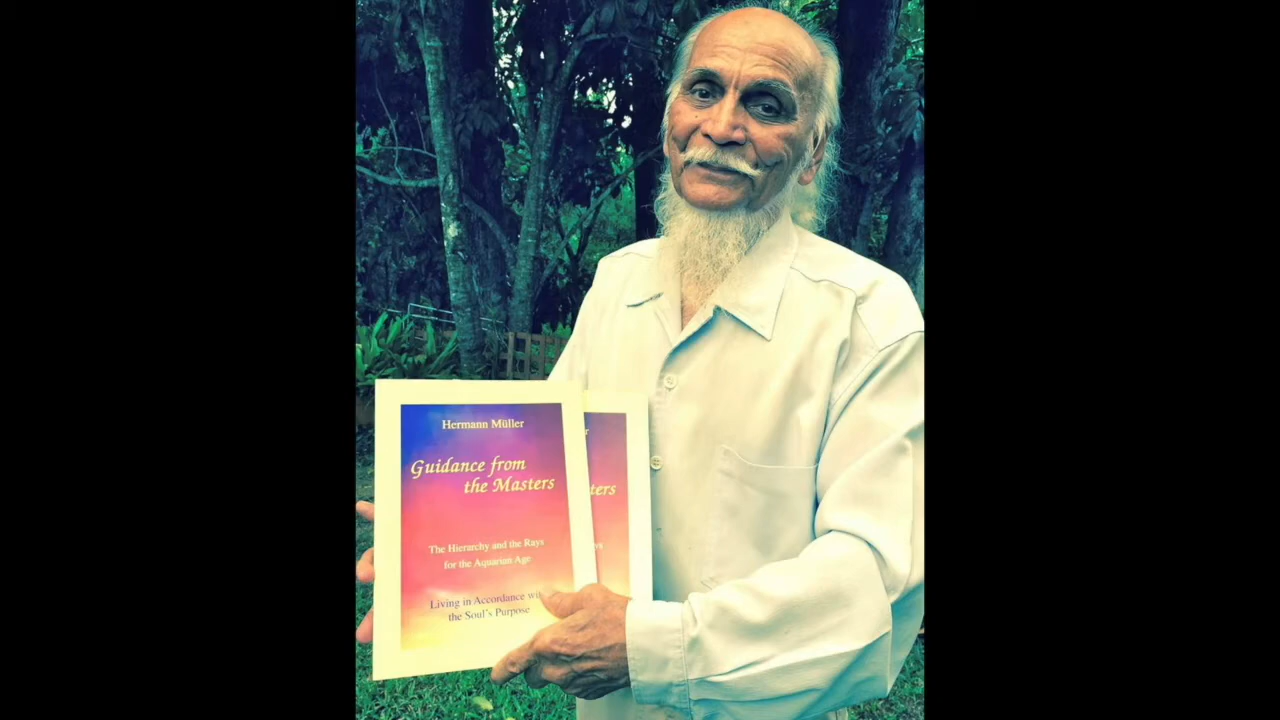 Hermann Müller
Guidance from
the Masters
The Hierarchy and the Rays
for the Aquarian Age
Living in Accordance
the Soul's Purpose